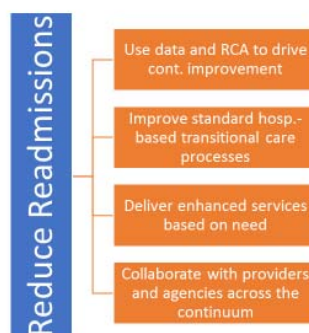 Reduce Readmissions
Use data and RCA to drive
cont. improvement
Improve standard hosp.-
based transitional care
processes
Deliver enhanced services
based on need
Collaborate with providers
and agencies across the
continuum